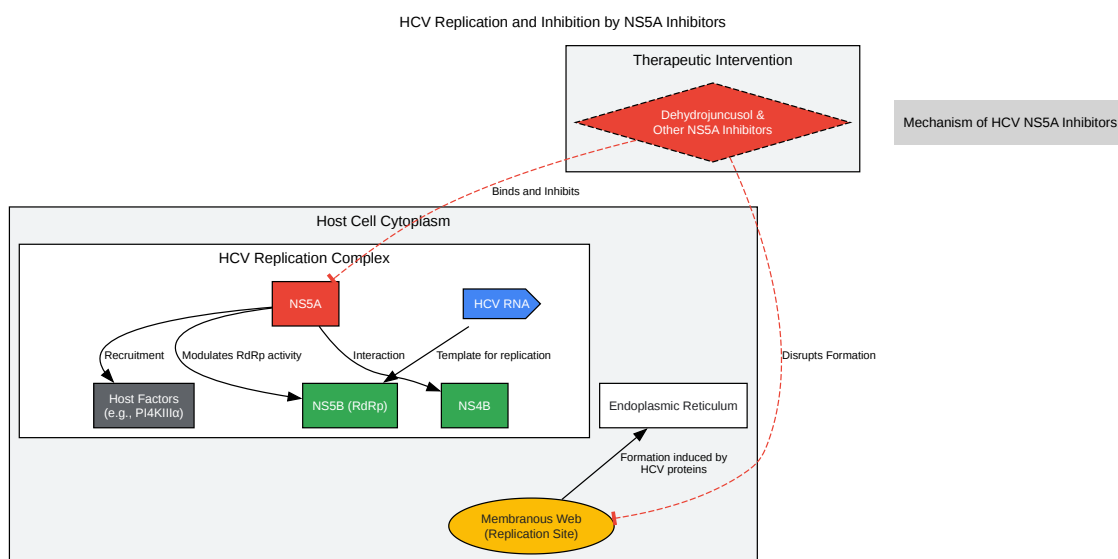 HCV Replication and Inhibition by NS5A Inhibitors
Therapeutic Intervention
Dehydrojuncusol &
Other NS5A Inhibitors
Mechanism of HCV NS5A Inhibitors
Binds and Inhibits
Host Cell Cytoplasm
HCV Replication Complex
NS5A
HCV RNA
Recruitment
Modulates RdRp activity
Interaction
Template for replication
Disrupts Formation
Host Factors
(e.g., PI4KIIIα)
NS5B (RdRp)
NS4B
Endoplasmic Reticulum
Formation induced by
HCV proteins
Membranous Web
(Replication Site)